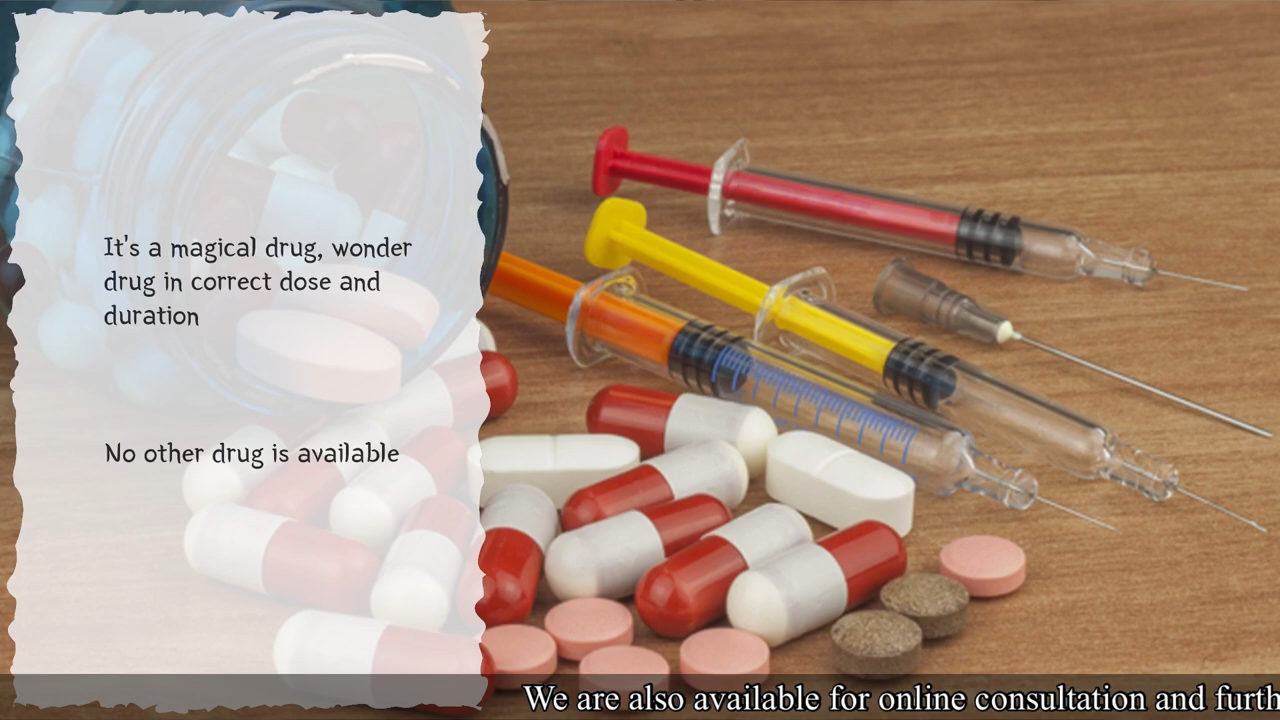 It's a magical drug, wonder
drug in correct dose and
duration
No other drug is available
We are also available for online consultation and furth